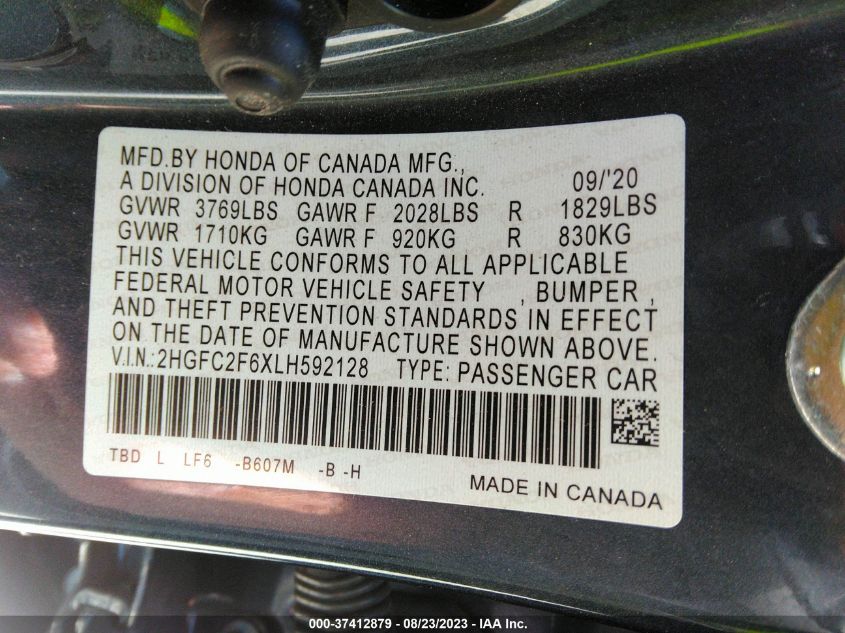 MFD.BY HONDA OF CANADA MFG.,
A DIVISION OF HONDA CANADA INC. 09/'20
GVWR 3769LBS GAWR F 2028LBS R 1829LBS
GVWR 1710KG GAWR F 920KG R 830KG
THIS VEHICLE CONFORMS TO ALL APPLICABLE
FEDERAL MOTOR VEHICLE SAFETY , BUMPER ,
AND THEFT PREVENTION STANDARDS IN EFFECT
ON THE DATE OF MANUFACTURE SHOWN ABOVE.
V.I.N.:2HGFC2F6XLH592128 TYPE: PASSENGER CAR
TBD L LF6 -B607M -B -H
MADE IN CANADA
000-37412879 - 08/23/2023 - IAA Inc.